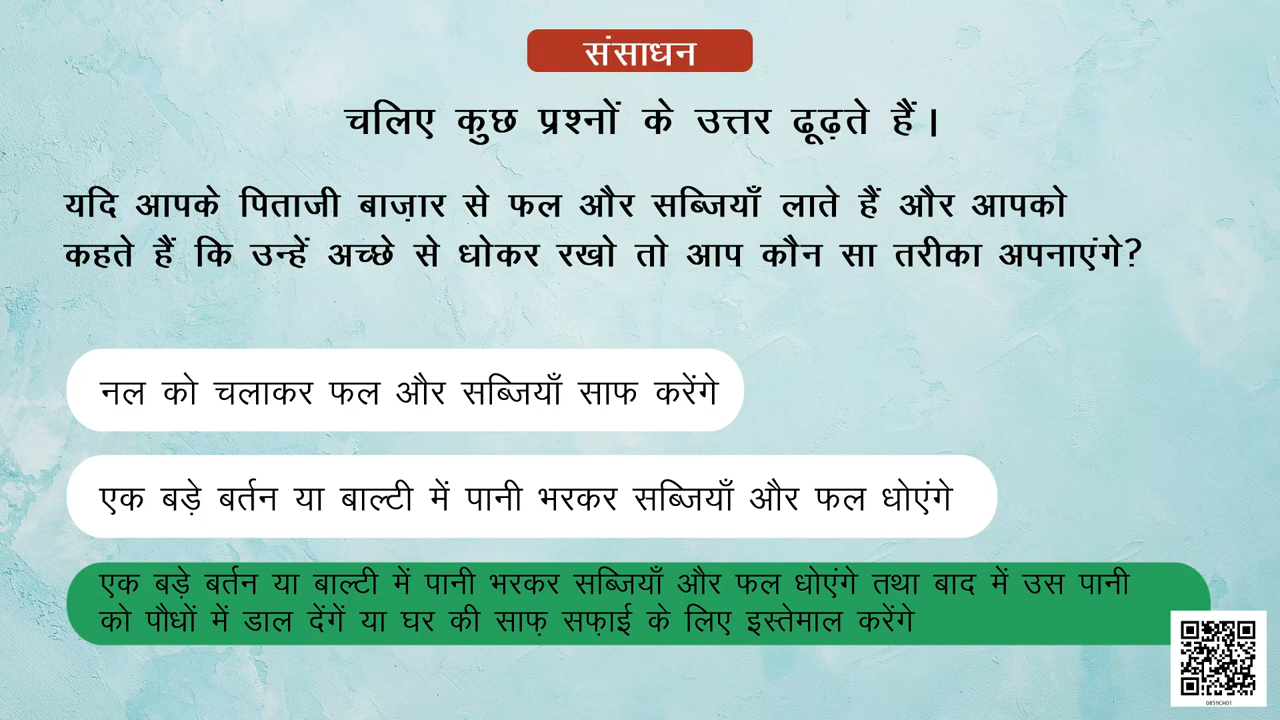 संसाधन
चलिए कुछ प्रश्नों के उत्तर ढूढ़ते हैं।
यदि आपके पिताजी बाज़ार से फल और सब्जियाँ लाते हैं और आपको
कहते हैं कि उन्हें अच्छे से धोकर रखो तो आप कौन सा तरीका अपनाएंगे?
नल को चलाकर फल और सब्जियाँ साफ करेंगे
एक बड़े बर्तन या बाल्टी में पानी भरकर सब्जियाँ और फल धोएंगे
एक बड़े बर्तन या बाल्टी में पानी भरकर सब्जियाँ और फल धोएंगे तथा बाद में उस पानी
को पौधों में डाल देंगें या घर की साफ़ सफ़ाई के लिए इस्तेमाल करेंगे
0859CH01